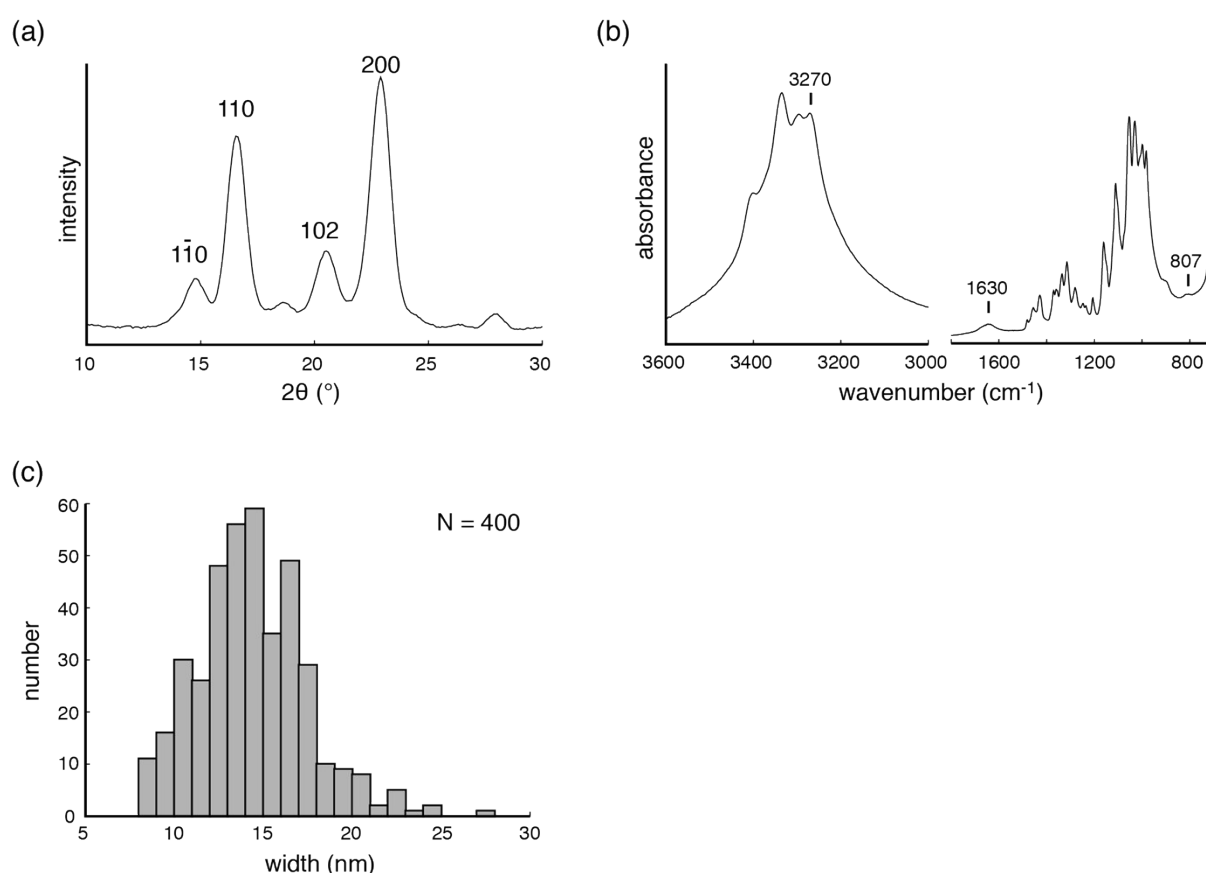 (a)
200
110
11̄0
102
intensity
10 15 20 25 30
2θ (°)
(b)
3270
807
1630
absorbance
3600 3400 3200 3000 1600 1200 800
wavenumber (cm⁻¹)
(c)
N = 400
60
50
40
30
20
10
0
number
5 10 15 20 25 30
width (nm)